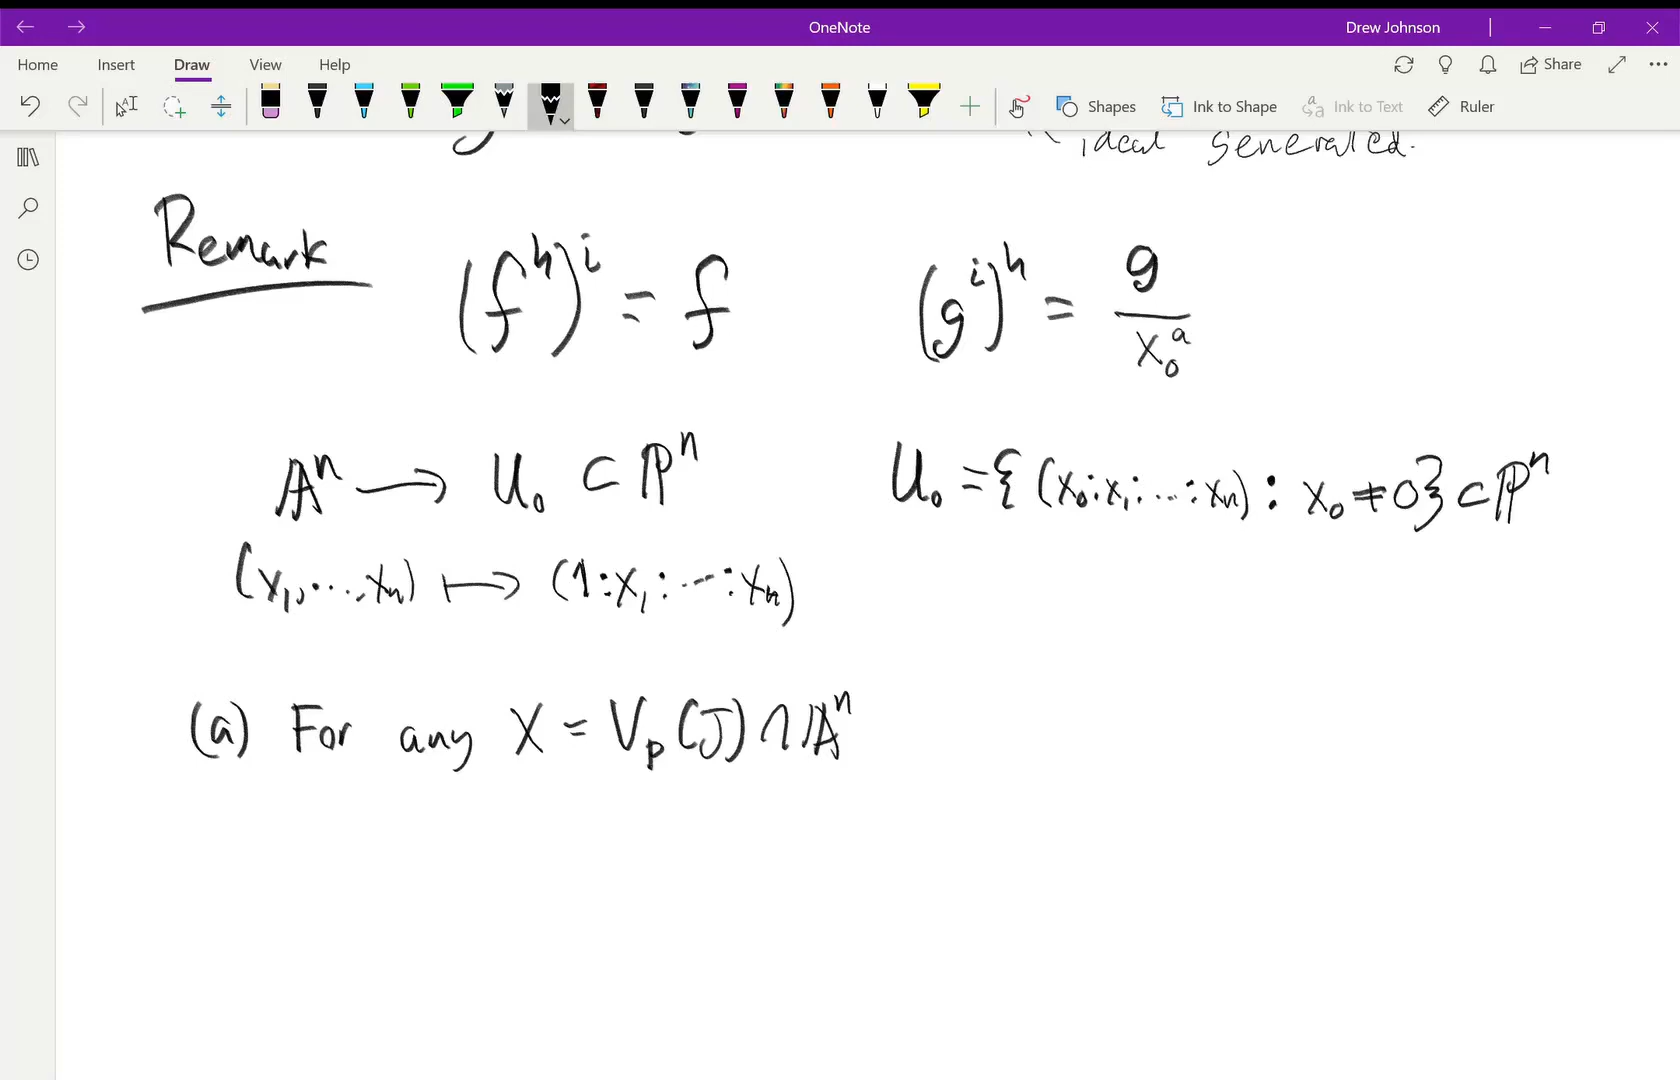 OneNote
Drew Johnson
Home Insert Draw View Help
Share
Shapes Ink to Shape Ink to Text Ruler
ideal generated.
Remark (f^h)^i = f (g^i)^h = g / x_0^a
𝔸^n ⟶ U_0 ⊂ ℙ^n U_0 = { (x_0 : x_1 : ... : x_n) : x_0 ≠ 0 } ⊂ ℙ^n
(x_1, ..., x_n) ⟼ (1 : x_1 : ... : x_n)
(a) For any X = V_p(J) ∩ 𝔸^n